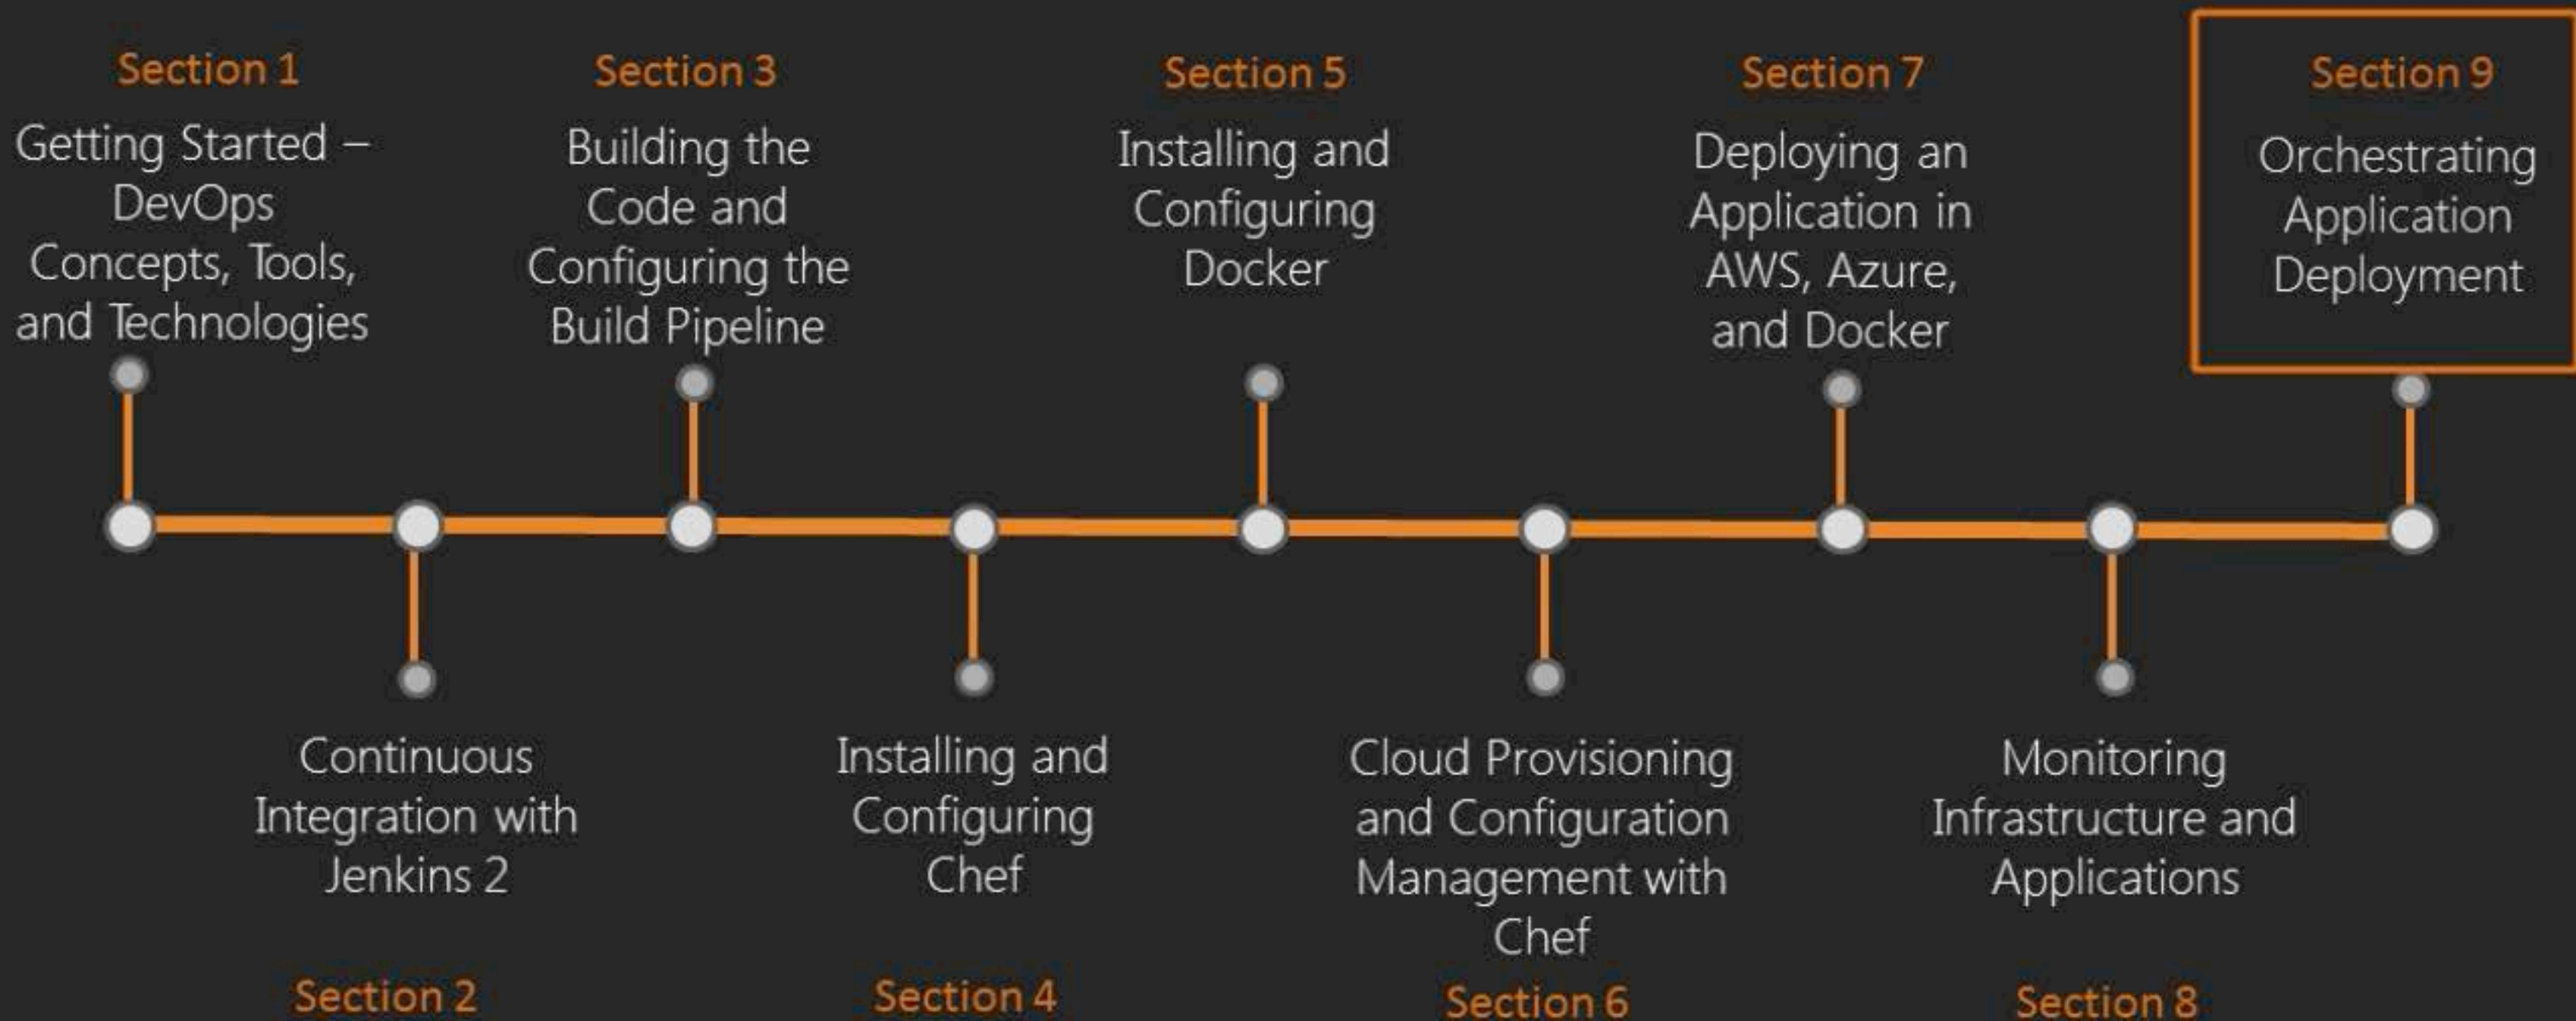 Section 1
Getting Started –
DevOps
Concepts, Tools,
and Technologies
Section 3
Building the
Code and
Configuring the
Build Pipeline
Section 5
Installing and
Configuring
Docker
Section 7
Deploying an
Application in
AWS, Azure,
and Docker
Section 9
Orchestrating
Application
Deployment
Continuous
Integration with
Jenkins 2
Section 2
Installing and
Configuring
Chef
Section 4
Cloud Provisioning
and Configuration
Management with
Chef
Section 6
Monitoring
Infrastructure and
Applications
Section 8